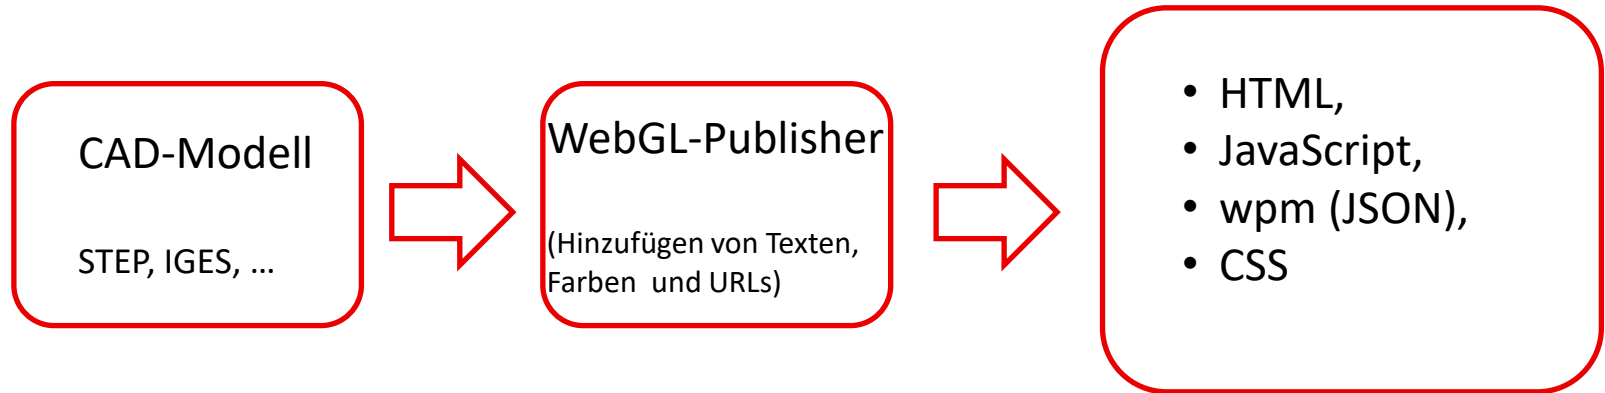 CAD-Modell
STEP, IGES, ...
WebGL-Publisher
(Hinzufügen von Texten,
Farben und URLs)
• HTML,
• JavaScript,
• wpm (JSON),
• CSS